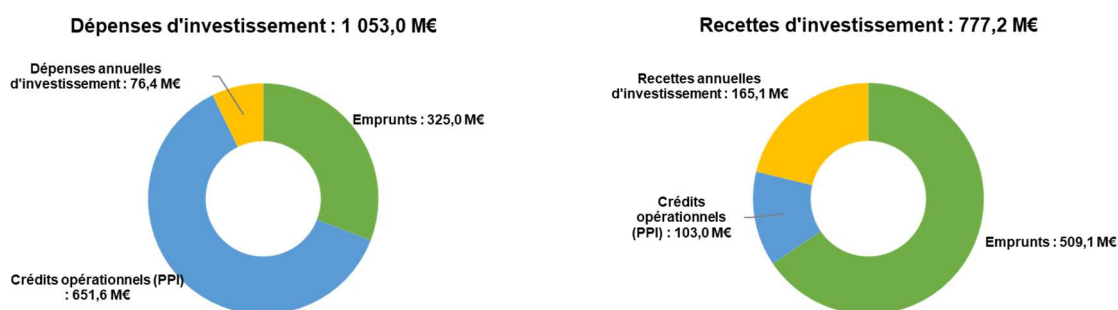 Dépenses d'investissement : 1 053,0 M€
Dépenses annuelles
d'investissement : 76,4 M€
Emprunts : 325,0 M€
Crédits opérationnels (PPI)
: 651,6 M€
Recettes d'investissement : 777,2 M€
Recettes annuelles
d'investissement : 165,1 M€
Crédits
opérationnels
(PPI) : 103,0 M€
Emprunts : 509,1 M€